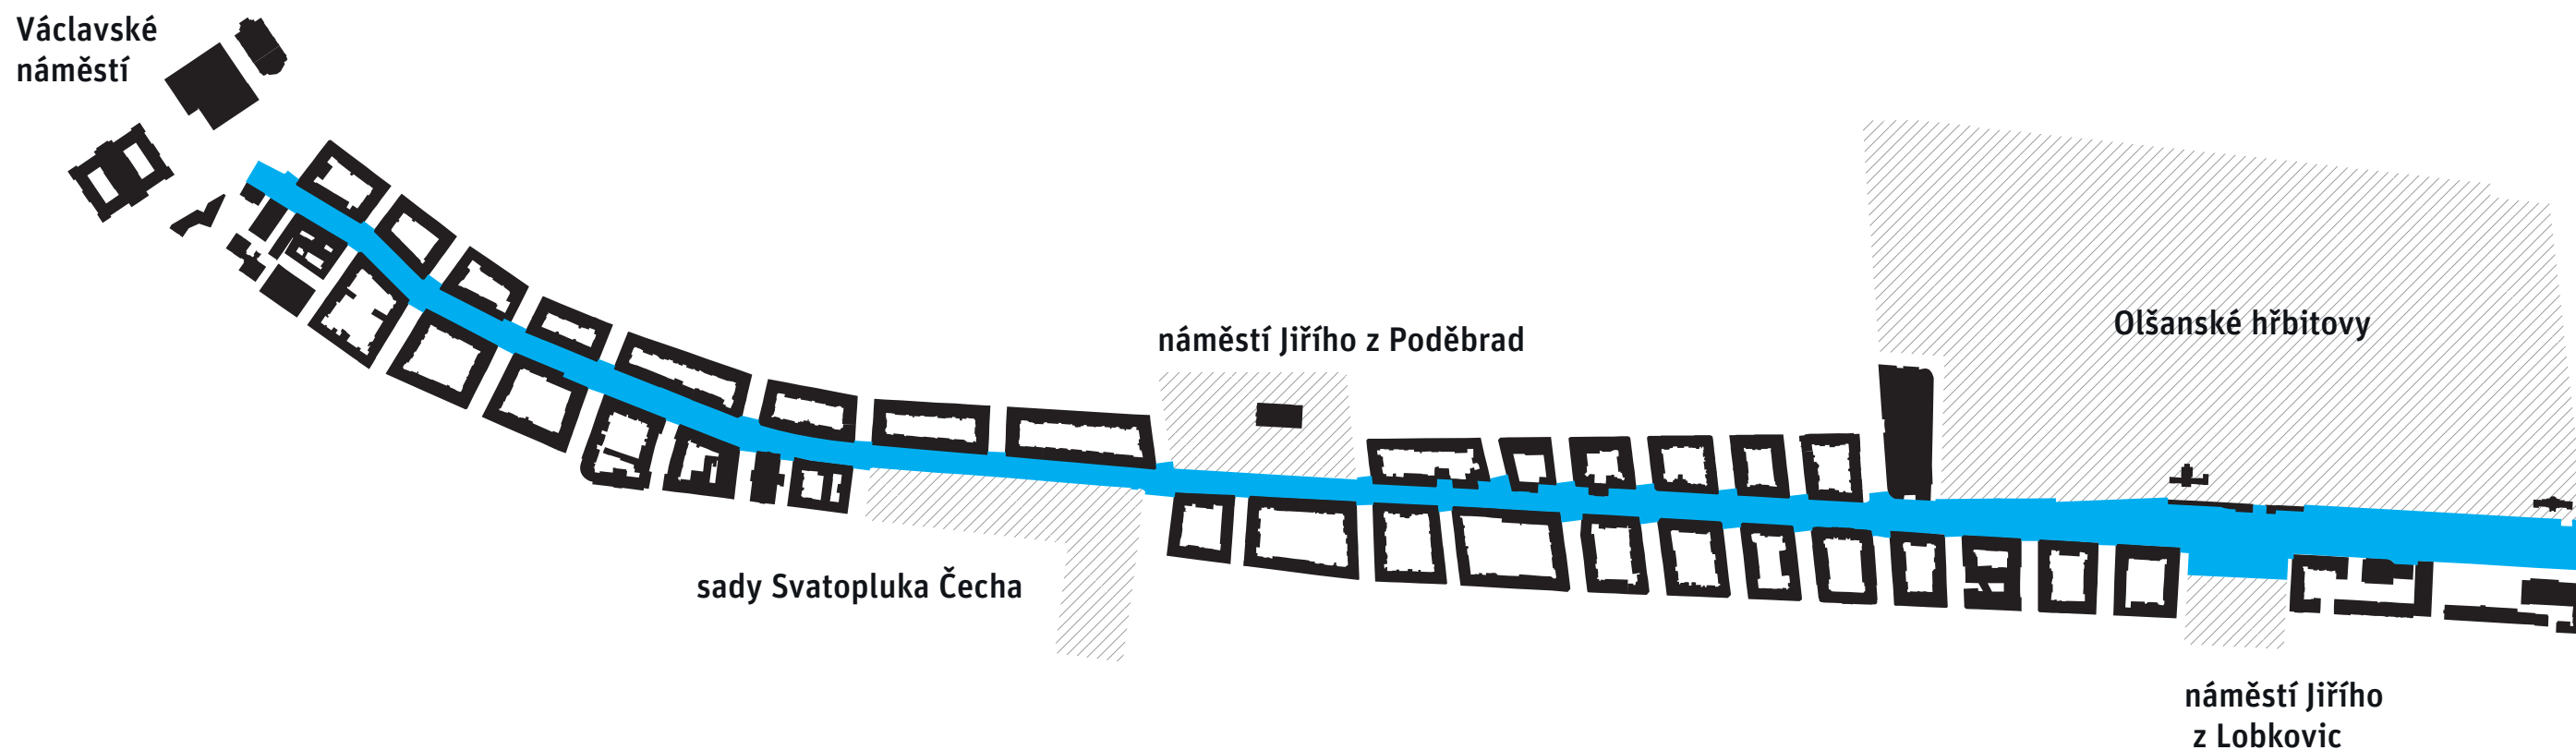 Václavské
náměstí
náměstí Jiřího z Poděbrad
Olšanské hřbitovy
sady Svatopluka Čecha
náměstí Jiřího
z Lobkovic